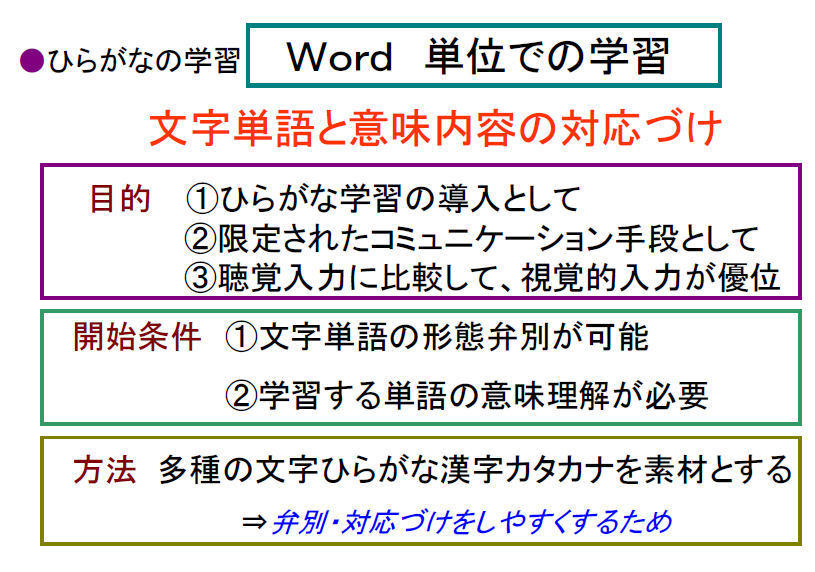 ●ひらがなの学習 Word 単位での学習
文字単語と意味内容の対応づけ
目的 ①ひらがな学習の導入として
②限定されたコミュニケーション手段として
③聴覚入力に比較して、視覚的入力が優位
開始条件 ①文字単語の形態弁別が可能
②学習する単語の意味理解が必要
方法 多種の文字ひらがな漢字カタカナを素材とする
⇒弁別・対応づけをしやすくするため